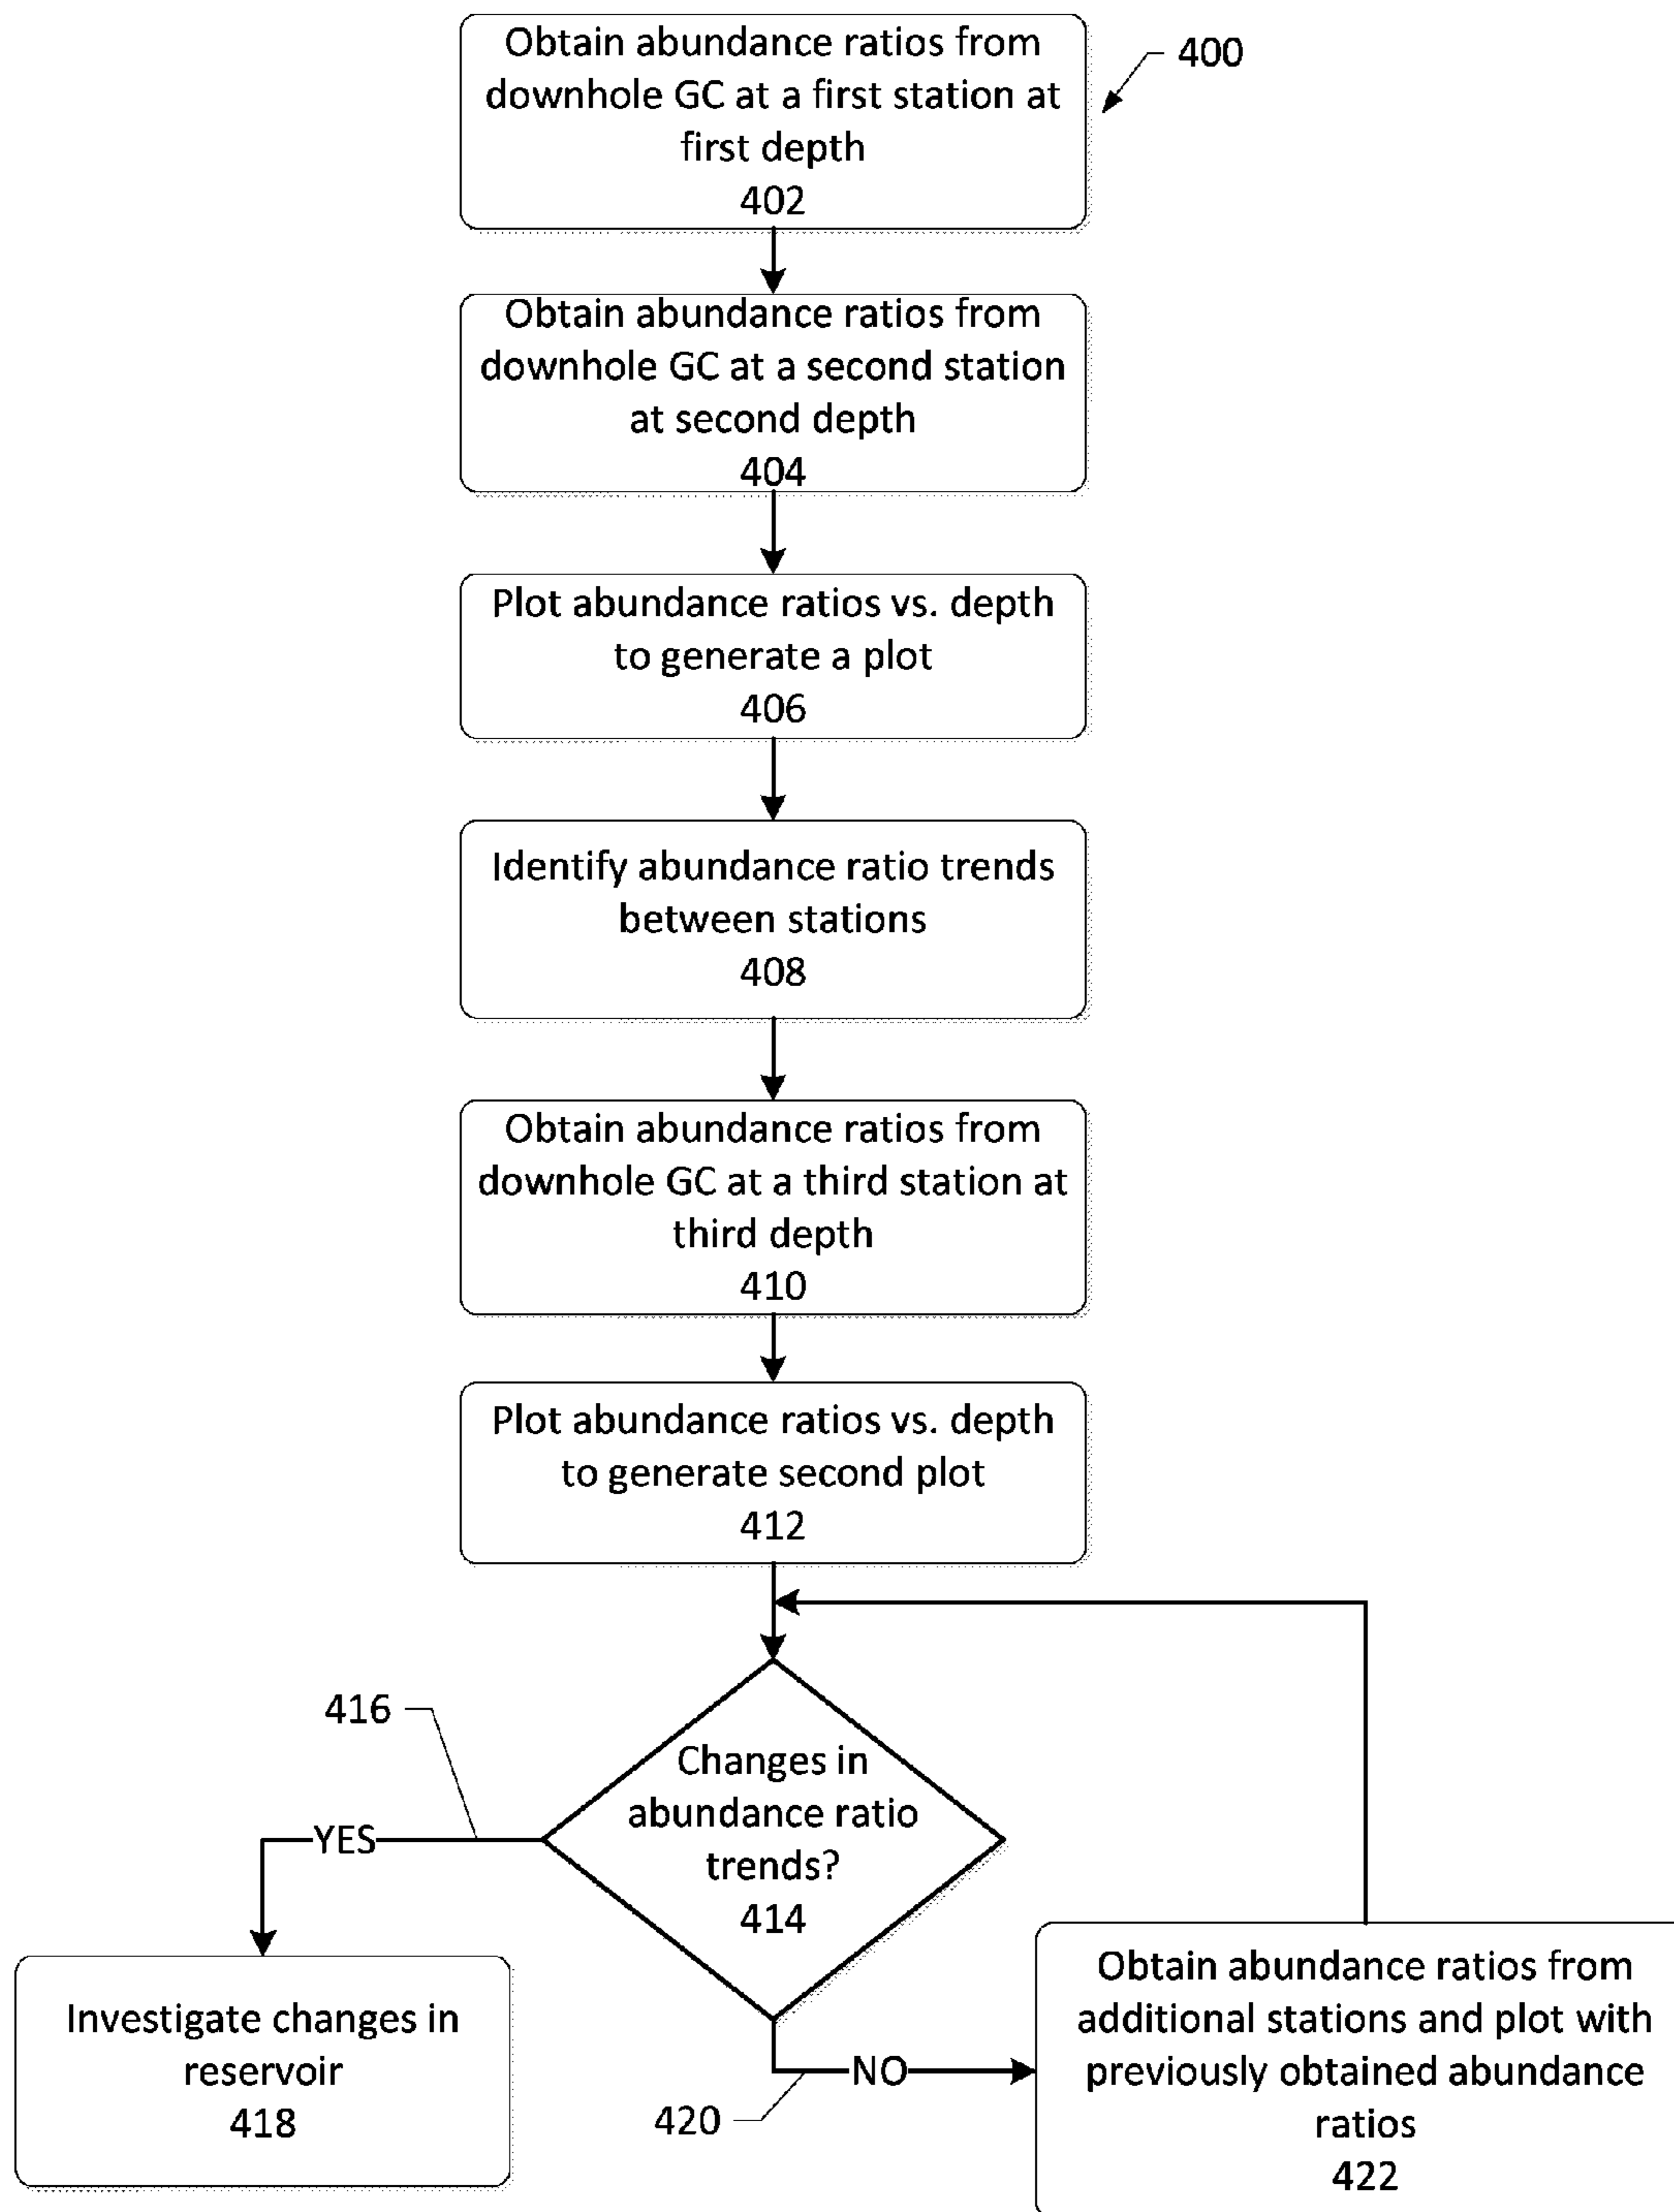 Obtain abundance ratios from
downhole GC at a first station at
first depth
402
400
Obtain abundance ratios from
downhole GC at a second station
at second depth
404
Plot abundance ratios vs. depth
to generate a plot
406
Identify abundance ratio trends
between stations
408
Obtain abundance ratios from
downhole GC at a third station at
third depth
410
Plot abundance ratios vs. depth
to generate second plot
412
Changes in
abundance ratio
trends?
414
416
YES
Investigate changes in
reservoir
418
420
NO
Obtain abundance ratios from
additional stations and plot with
previously obtained abundance
ratios
422